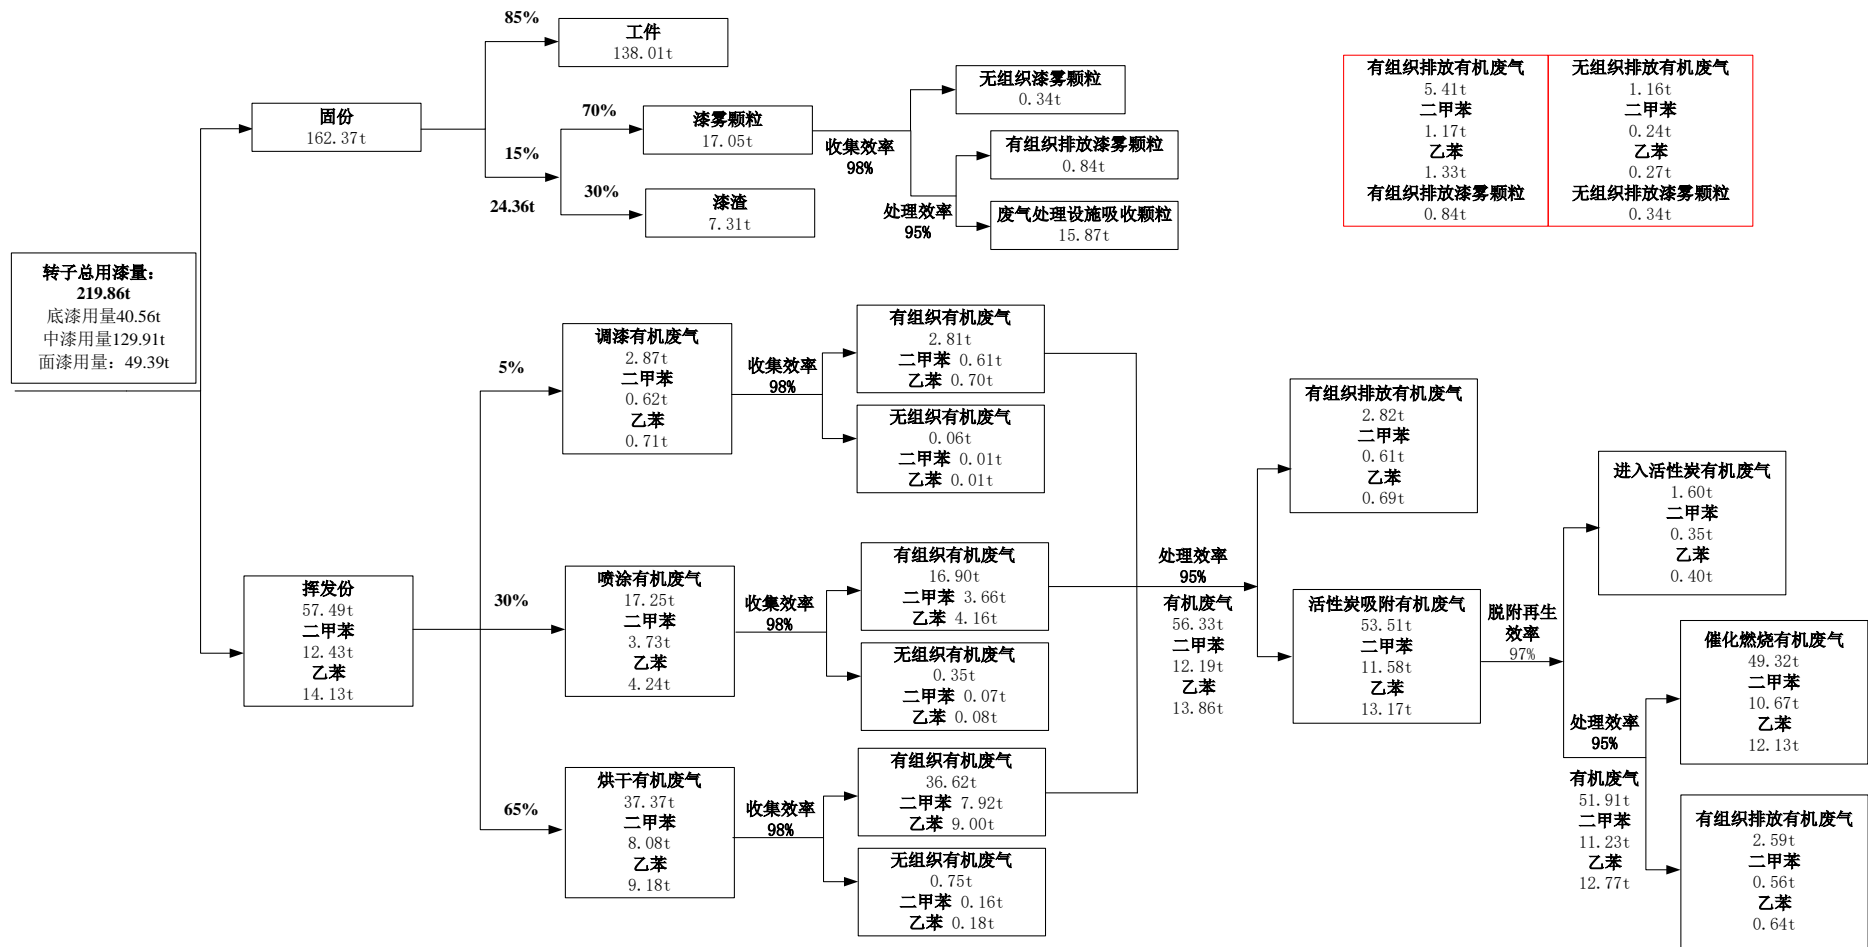 转子总用漆量：
219.86t
底漆用量40.56t
中漆用量129.91t
面漆用量：49.39t
固份
162.37t
85%
工件
138.01t
15%
24.36t
70%
漆雾颗粒
17.05t
30%
漆渣
7.31t
收集效率
98%
无组织漆雾颗粒
0.34t
处理效率
95%
有组织排放漆雾颗粒
0.84t
废气处理设施吸收颗粒
15.87t
有组织排放有机废气
5.41t
二甲苯
1.17t
乙苯
1.33t
有组织排放漆雾颗粒
0.84t
无组织排放有机废气
1.16t
二甲苯
0.24t
乙苯
0.27t
无组织排放漆雾颗粒
0.34t
挥发份
57.49t
二甲苯
12.43t
乙苯
14.13t
5%
调漆有机废气
2.87t
二甲苯
0.62t
乙苯
0.71t
收集效率
98%
有组织有机废气
2.81t
二甲苯 0.61t
乙苯 0.70t
无组织有机废气
0.06t
二甲苯 0.01t
乙苯 0.01t
30%
喷涂有机废气
17.25t
二甲苯
3.73t
乙苯
4.24t
收集效率
98%
有组织有机废气
16.90t
二甲苯 3.66t
乙苯 4.16t
无组织有机废气
0.35t
二甲苯 0.07t
乙苯 0.08t
65%
烘干有机废气
37.37t
二甲苯
8.08t
乙苯
9.18t
收集效率
98%
有组织有机废气
36.62t
二甲苯 7.92t
乙苯 9.00t
无组织有机废气
0.75t
二甲苯 0.16t
乙苯 0.18t
处理效率
95%
有机废气
56.33t
二甲苯
12.19t
乙苯
13.86t
有组织排放有机废气
2.82t
二甲苯
0.61t
乙苯
0.69t
活性炭吸附有机废气
53.51t
二甲苯
11.58t
乙苯
13.17t
脱附再生
效率
97%
进入活性炭有机废气
1.60t
二甲苯
0.35t
乙苯
0.40t
处理效率
95%
有机废气
51.91t
二甲苯
11.23t
乙苯
12.77t
催化燃烧有机废气
49.32t
二甲苯
10.67t
乙苯
12.13t
有组织排放有机废气
2.59t
二甲苯
0.56t
乙苯
0.64t